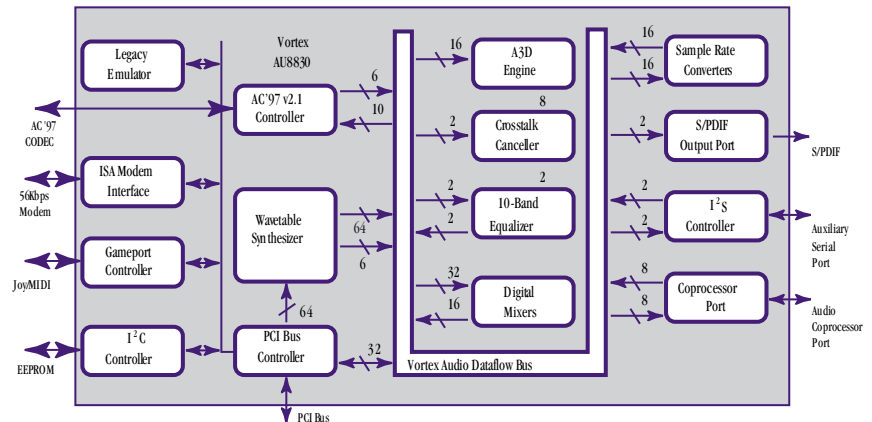 Legacy
Emulator
Vortex
AU8830
AC'97 v2.1
Controller
AC '97
CODEC
ISA Modem
Interface
56Kbps
Modem
Wavetable
Synthesizer
Gameport
Controller
Joy/MIDI
I2C
Controller
EEPROM
PCI Bus
Controller
PCI Bus
6
10
64
6
64
32
16
A3D
Engine
8
2
Crosstalk
Canceller
2
2
2
10-Band
Equalizer
32
16
Digital
Mixers
Vortex Audio Dataflow Bus
16
16
Sample Rate
Converters
2
S/PDIF
Output Port
S/PDIF
2
2
I2S
Controller
Auxiliary
Serial
Port
8
8
Coprocessor
Port
Audio
Coprocessor
Port